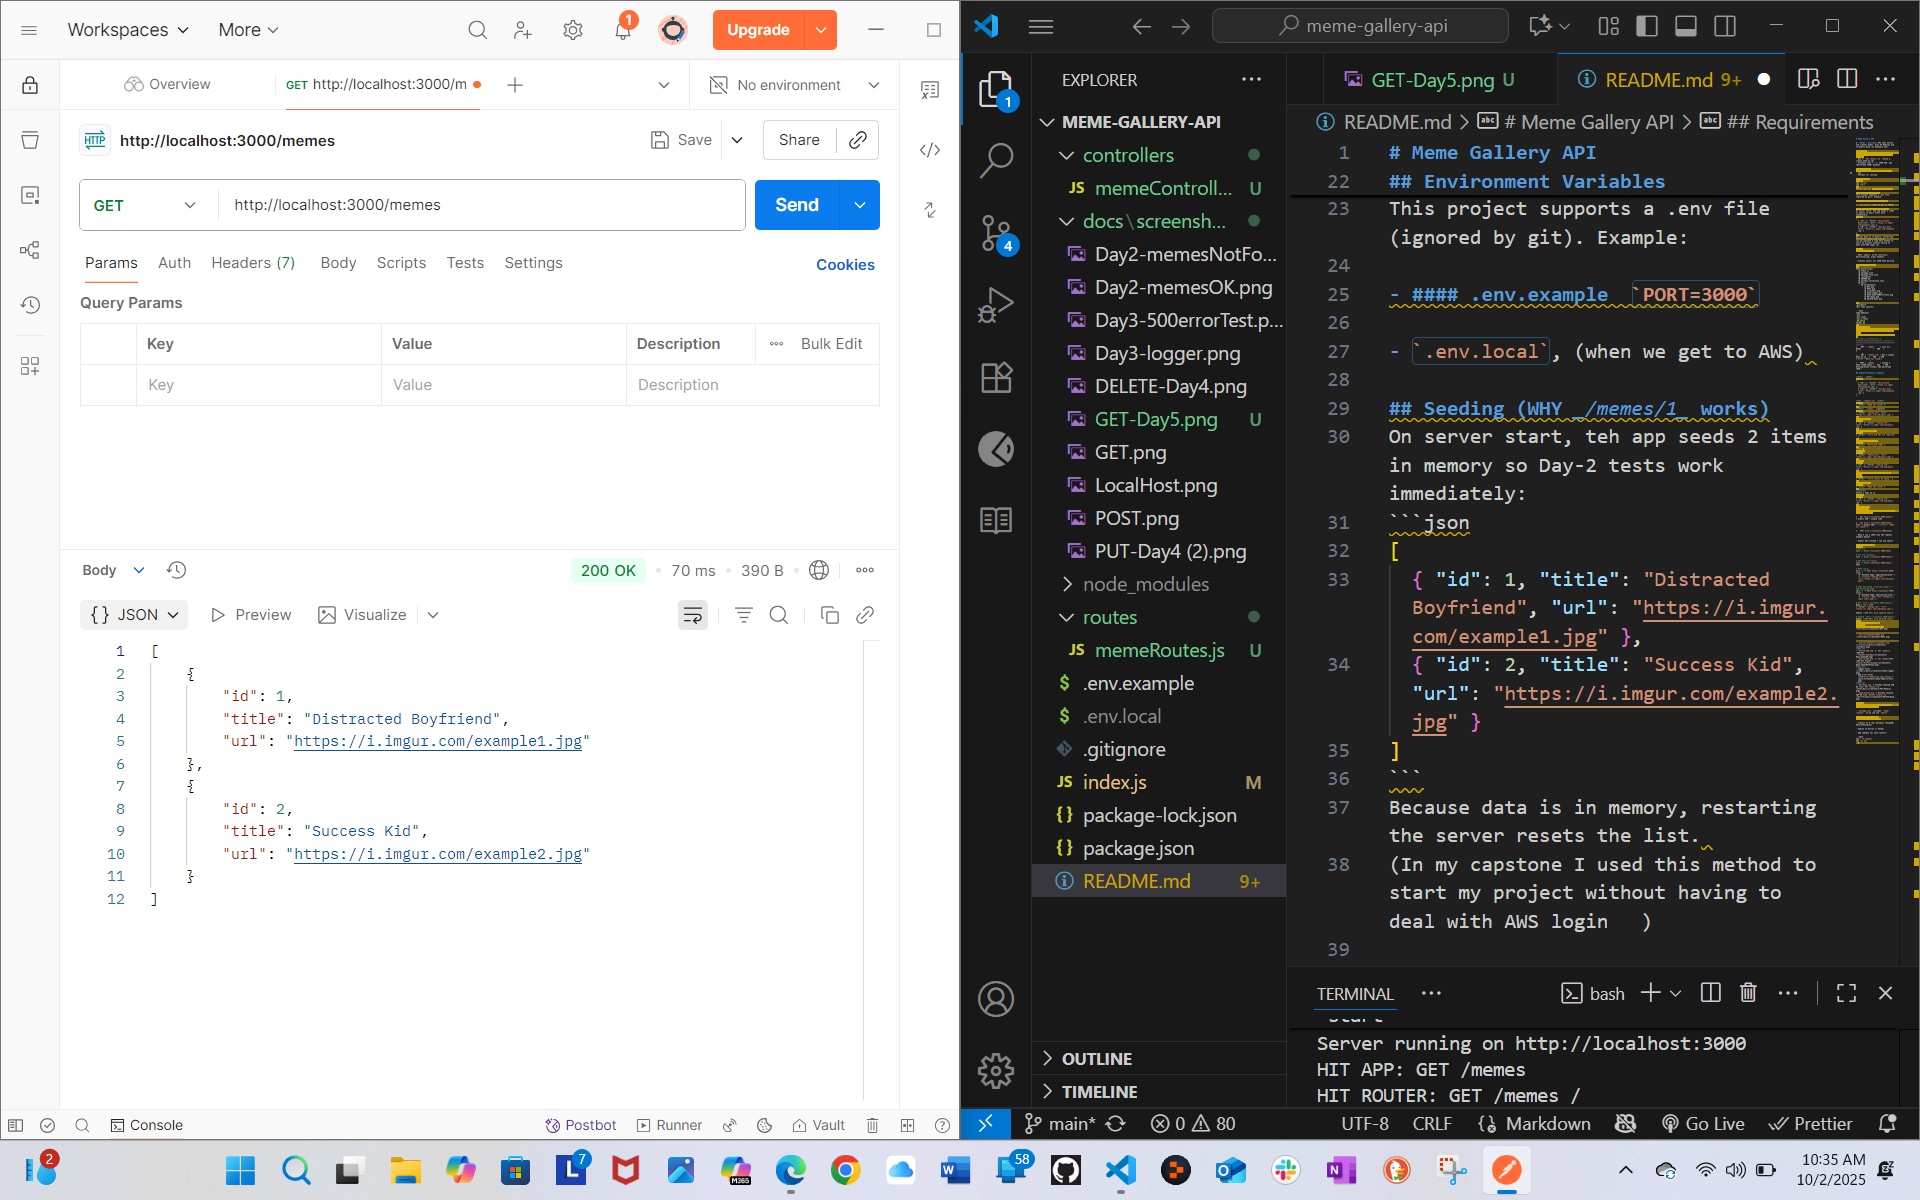 Workspaces
More
1
Upgrade
Overview
GET http://localhost:3000/m
No environment
HTTP
http://localhost:3000/memes
Save
Share
GET
http://localhost:3000/memes
Send
Params
Auth
Headers (7)
Body
Scripts
Tests
Settings
Cookies
Query Params
Key
Value
Description
Bulk Edit
Key
Value
Description
Body
200 OK
70 ms
390 B
{} JSON
Preview
Visualize
1 [
2 {
3 "id": 1,
4 "title": "Distracted Boyfriend",
5 "url": "https://i.imgur.com/example1.jpg"
6 },
7 {
8 "id": 2,
9 "title": "Success Kid",
10 "url": "https://i.imgur.com/example2.jpg"
11 }
12 ]
Console
Postbot
Runner
Vault
meme-gallery-api
1
4
EXPLORER
MEME-GALLERY-API
controllers
JS memeControll... U
docs\screensh...
Day2-memesNotFo...
Day2-memesOK.png
Day3-500errorTest.p...
Day3-logger.png
DELETE-Day4.png
GET-Day5.png U
GET.png
LocalHost.png
POST.png
PUT-Day4 (2).png
node_modules
routes
JS memeRoutes.js U
$ .env.example
$ .env.local
.gitignore
JS index.js M
{} package-lock.json
{} package.json
README.md 9+
OUTLINE
TIMELINE
GET-Day5.png U
README.md 9+
README.md > abc # Meme Gallery API > abc ## Requirements
1 # Meme Gallery API
22 ## Environment Variables
23 This project supports a .env file
(ignored by git). Example:
24
25 - #### .env.example `PORT=3000`
26
27 - `.env.local`, (when we get to AWS)
28
29 ## Seeding (WHY _/memes/1_ works)
30 On server start, teh app seeds 2 items
in memory so Day-2 tests work
immediately:
31 ```json
32 [
33 { "id": 1, "title": "Distracted
Boyfriend", "url": "https://i.imgur.
com/example1.jpg" },
34 { "id": 2, "title": "Success Kid",
"url": "https://i.imgur.com/example2.
jpg" }
35 ]
36 ```
37 Because data is in memory, restarting
the server resets the list.
38 (In my capstone I used this method to
start my project without having to
deal with AWS login )
39
TERMINAL
bash
Server running on http://localhost:3000
HIT APP: GET /memes
HIT ROUTER: GET /memes /
main*
0
80
UTF-8
CRLF
{} Markdown
Go Live
Prettier
2
L
7
M365
W
58
N
10:35 AM
10/2/2025